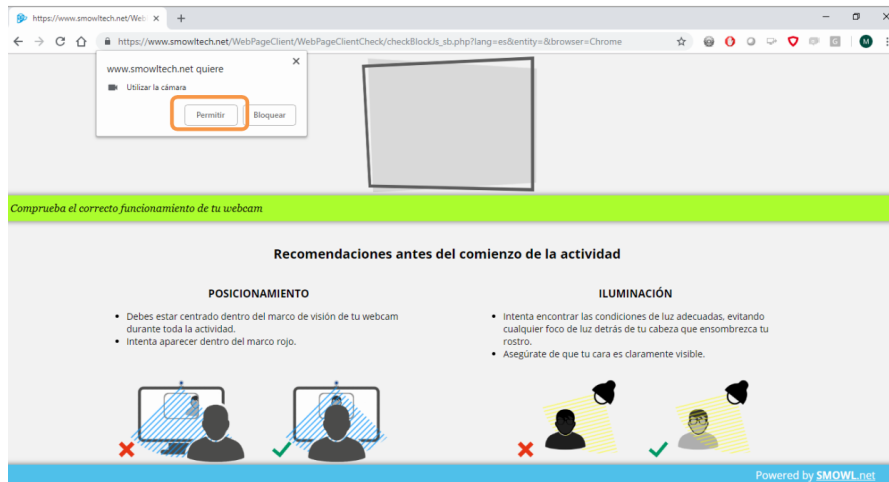 https://www.smowltech.net/Web
https://www.smowltech.net/WebPageClient/WebPageClientCheck/checkBlockJs_sb.php?lang=es&entity=&browser=Chrome
www.smowltech.net quiere
Utilizar la cámara
Permitir Bloquear
Comprueba el correcto funcionamiento de tu webcam
Recomendaciones antes del comienzo de la actividad
POSICIONAMIENTO
Debes estar centrado dentro del marco de visión de tu webcam
durante toda la actividad.
Intenta aparecer dentro del marco rojo.
ILUMINACIÓN
Intenta encontrar las condiciones de luz adecuadas, evitando
cualquier foco de luz detrás de tu cabeza que ensombrezca tu
rostro.
Asegúrate de que tu cara es claramente visible.
Powered by SMOWL.net